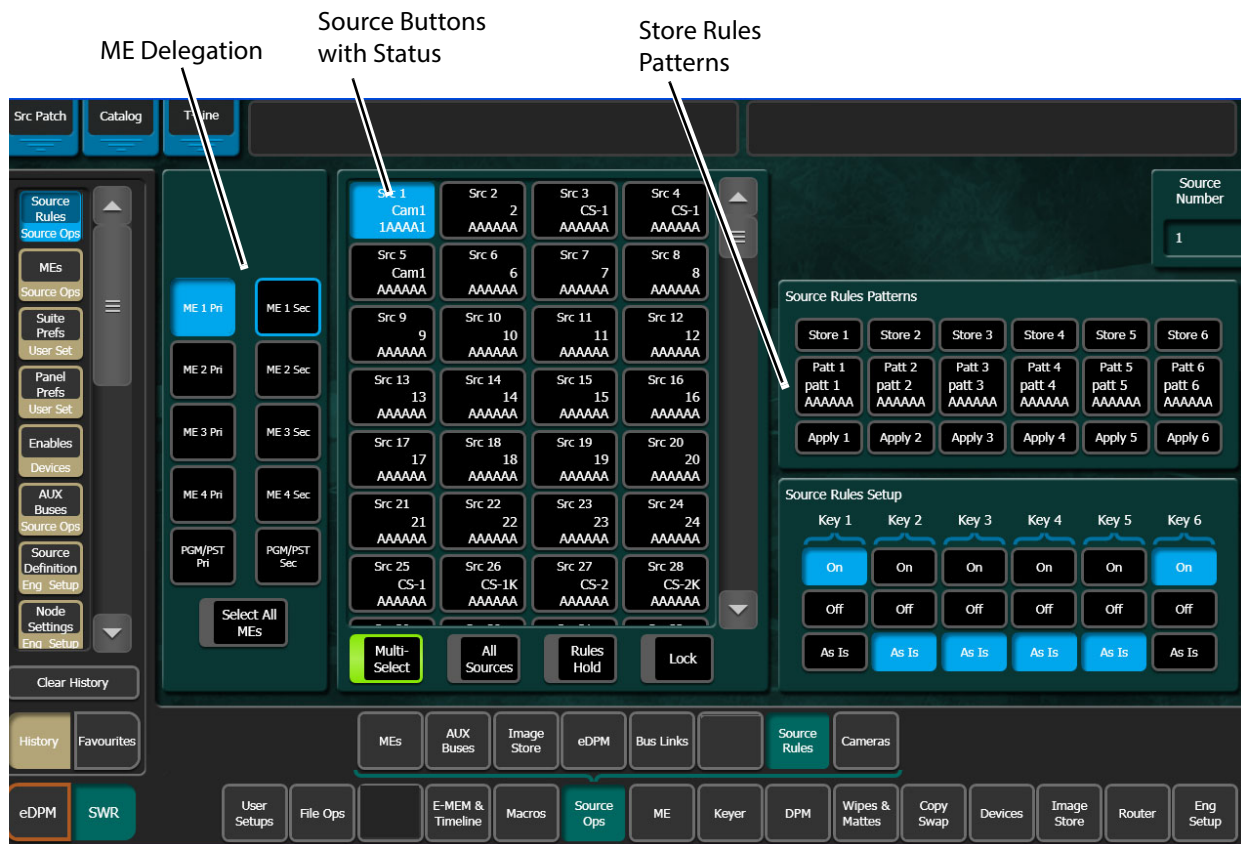 Source Buttons
with Status
Store Rules
Patterns
ME Delegation
Src Patch
Catalog
Source
Rules
Source Ops
MEs
Source Ops
Suite
Prefs
User Set
Panel
Prefs
User Set
Enables
Devices
AUX
Buses
Source Ops
Source
Definition
Eng Setup
Node
Settings
Eng Setup
Clear History
History
Favourites
eDPM
SWR
ME 1 Pri
ME 1 Sec
ME 2 Pri
ME 2 Sec
ME 3 Pri
ME 3 Sec
ME 4 Pri
ME 4 Sec
PGM/PST
Pri
PGM/PST
Sec
Select All
MEs
Src 1
Cam1
1AAAA1
Src 2
2
AAAAAA
Src 3
CS-1
AAAAAA
Src 4
CS-1
AAAAAA
Src 5
Cam1
AAAAAA
Src 6
6
AAAAAA
Src 7
7
AAAAAA
Src 8
8
AAAAAA
Src 9
9
AAAAAA
Src 10
10
AAAAAA
Src 11
11
AAAAAA
Src 12
12
AAAAAA
Src 13
13
AAAAAA
Src 14
14
AAAAAA
Src 15
15
AAAAAA
Src 16
16
AAAAAA
Src 17
17
AAAAAA
Src 18
18
AAAAAA
Src 19
19
AAAAAA
Src 20
20
AAAAAA
Src 21
21
AAAAAA
Src 22
22
AAAAAA
Src 23
23
AAAAAA
Src 24
24
AAAAAA
Src 25
CS-1
AAAAAA
Src 26
CS-1K
AAAAAA
Src 27
CS-2
AAAAAA
Src 28
CS-2K
AAAAAA
Multi-
Select
All
Sources
Rules
Hold
Lock
Source
Number
1
Source Rules Patterns
Store 1
Store 2
Store 3
Store 4
Store 5
Store 6
Patt 1
patt 1
AAAAAA
Patt 2
patt 2
AAAAAA
Patt 3
patt 3
AAAAAA
Patt 4
patt 4
AAAAAA
Patt 5
patt 5
AAAAAA
Patt 6
patt 6
AAAAAA
Apply 1
Apply 2
Apply 3
Apply 4
Apply 5
Apply 6
Source Rules Setup
Key 1
Key 2
Key 3
Key 4
Key 5
Key 6
On
On
On
On
On
On
Off
Off
Off
Off
Off
Off
As Is
As Is
As Is
As Is
As Is
As Is
MEs
AUX
Buses
Image
Store
eDPM
Bus Links
Source
Rules
Cameras
User
Setups
File Ops
E-MEM &
Timeline
Macros
Source
Ops
ME
Keyer
DPM
Wipes &
Mattes
Copy
Swap
Devices
Image
Store
Router
Eng
Setup